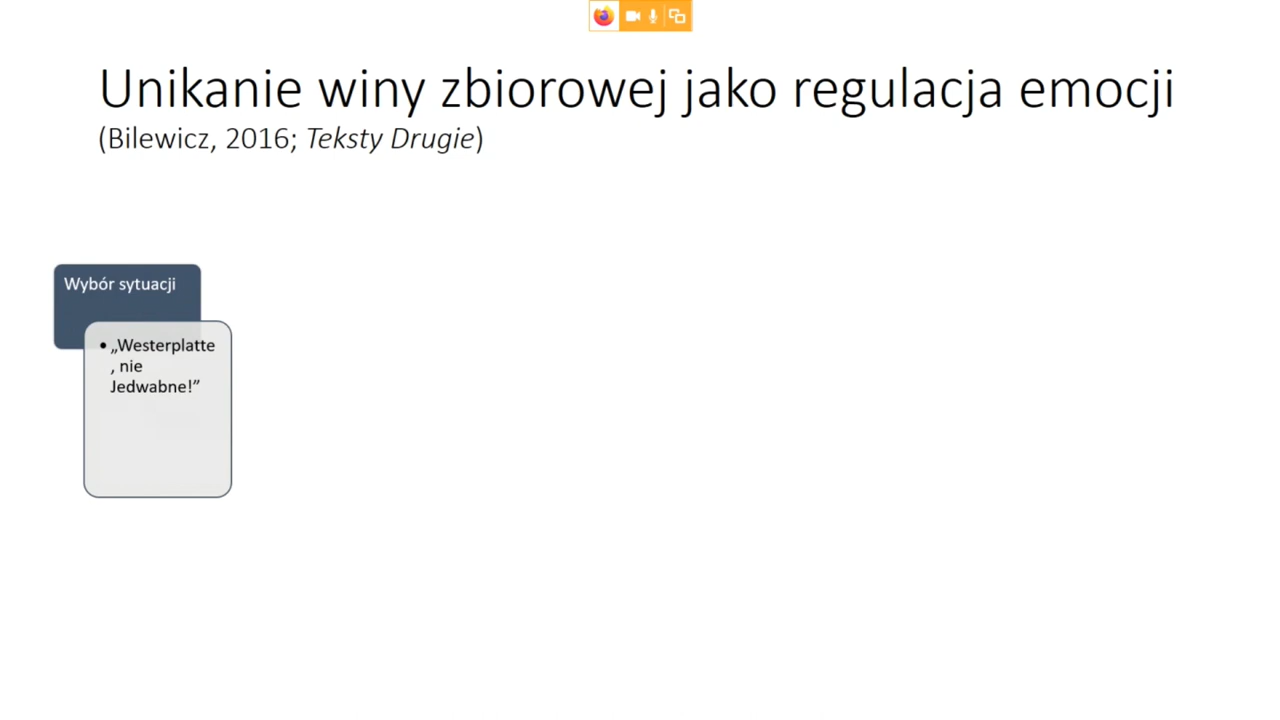 Unikanie winy zbiorowej jako regulacja emocji
(Bilewicz, 2016; Teksty Drugie)
Wybór sytuacji
• „Westerplatte
, nie
Jedwabne!”